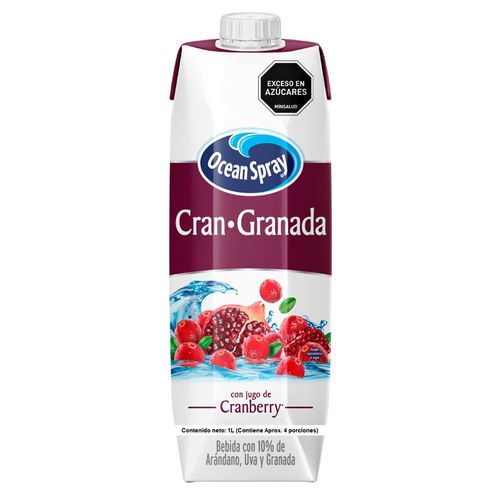 EXCESO EN
AZÚCARES
MINSALUD
Ocean Spray
®
Cran•Granada
con jugo de
Cranberry
Contenido neto: 1L (Contiene Aprox. 4 porciones)
Bebida con 10% de
Arándano, Uva y Granada